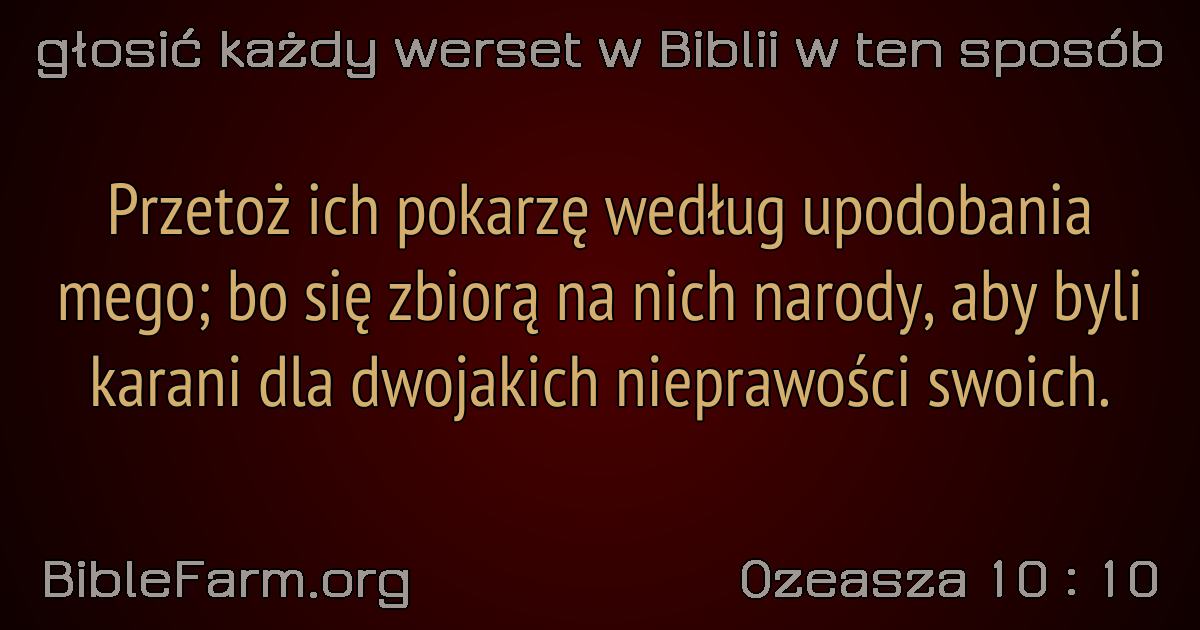 głosić każdy werset w Biblii w ten sposób
Przetoż ich pokarzę według upodobania
mego; bo się zbiorą na nich narody, aby byli
karani dla dwojakich nieprawości swoich.
BibleFarm.org
Ozeasza 10 : 10